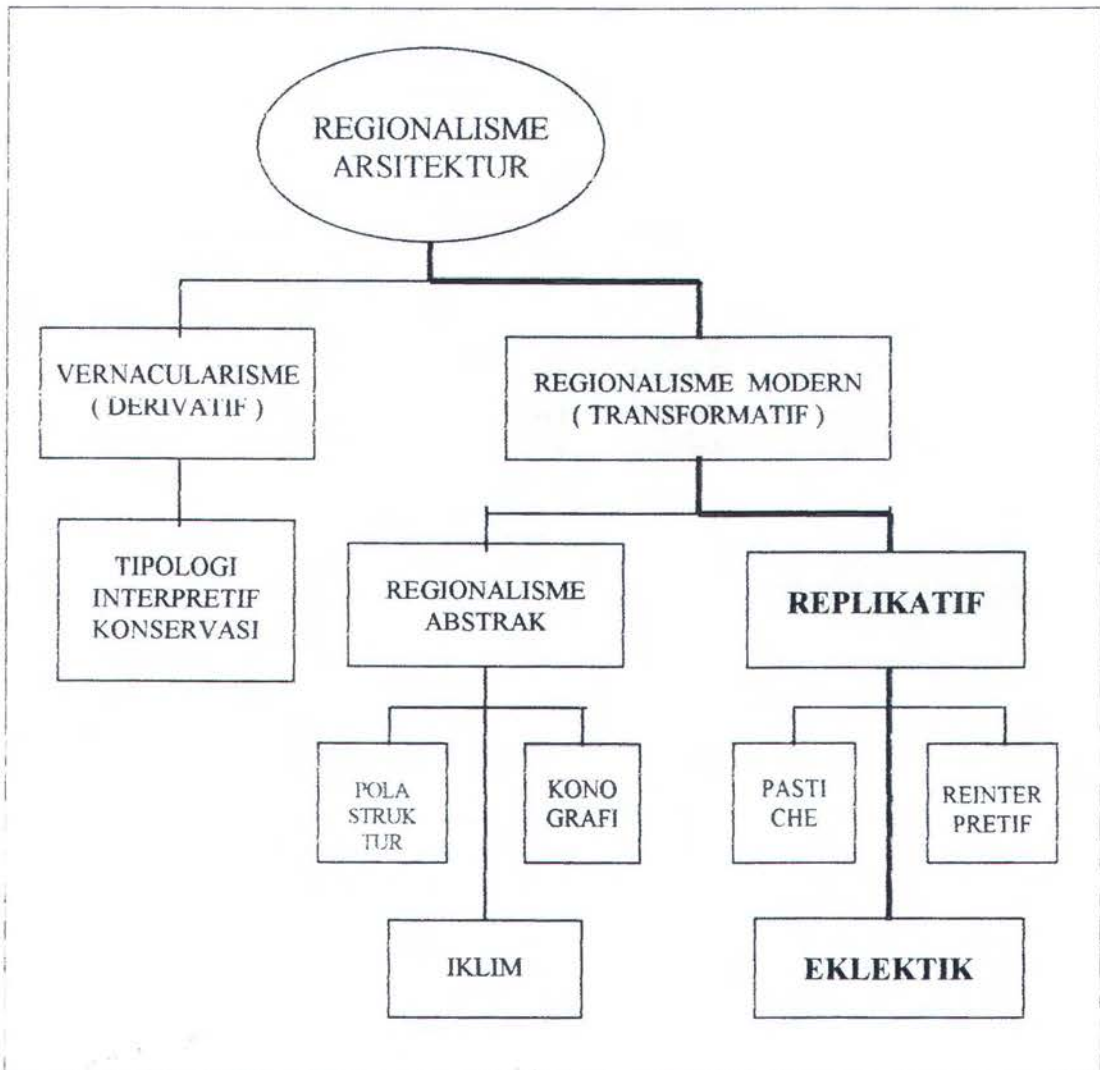 REGIONALISME
ARSITEKTUR
VERNACULARISME
( DERIVATIF )
REGIONALISME MODERN
( TRANSFORMATIF )
TIPOLOGI
INTERPRETIF
KONSERVASI
REGIONALISME
ABSTRAK
REPLIKATIF
POLA
STRUK
TUR
KONO
GRAFI
PASTI
CHE
REINTER
PRETIF
IKLIM
EKLEKTIK